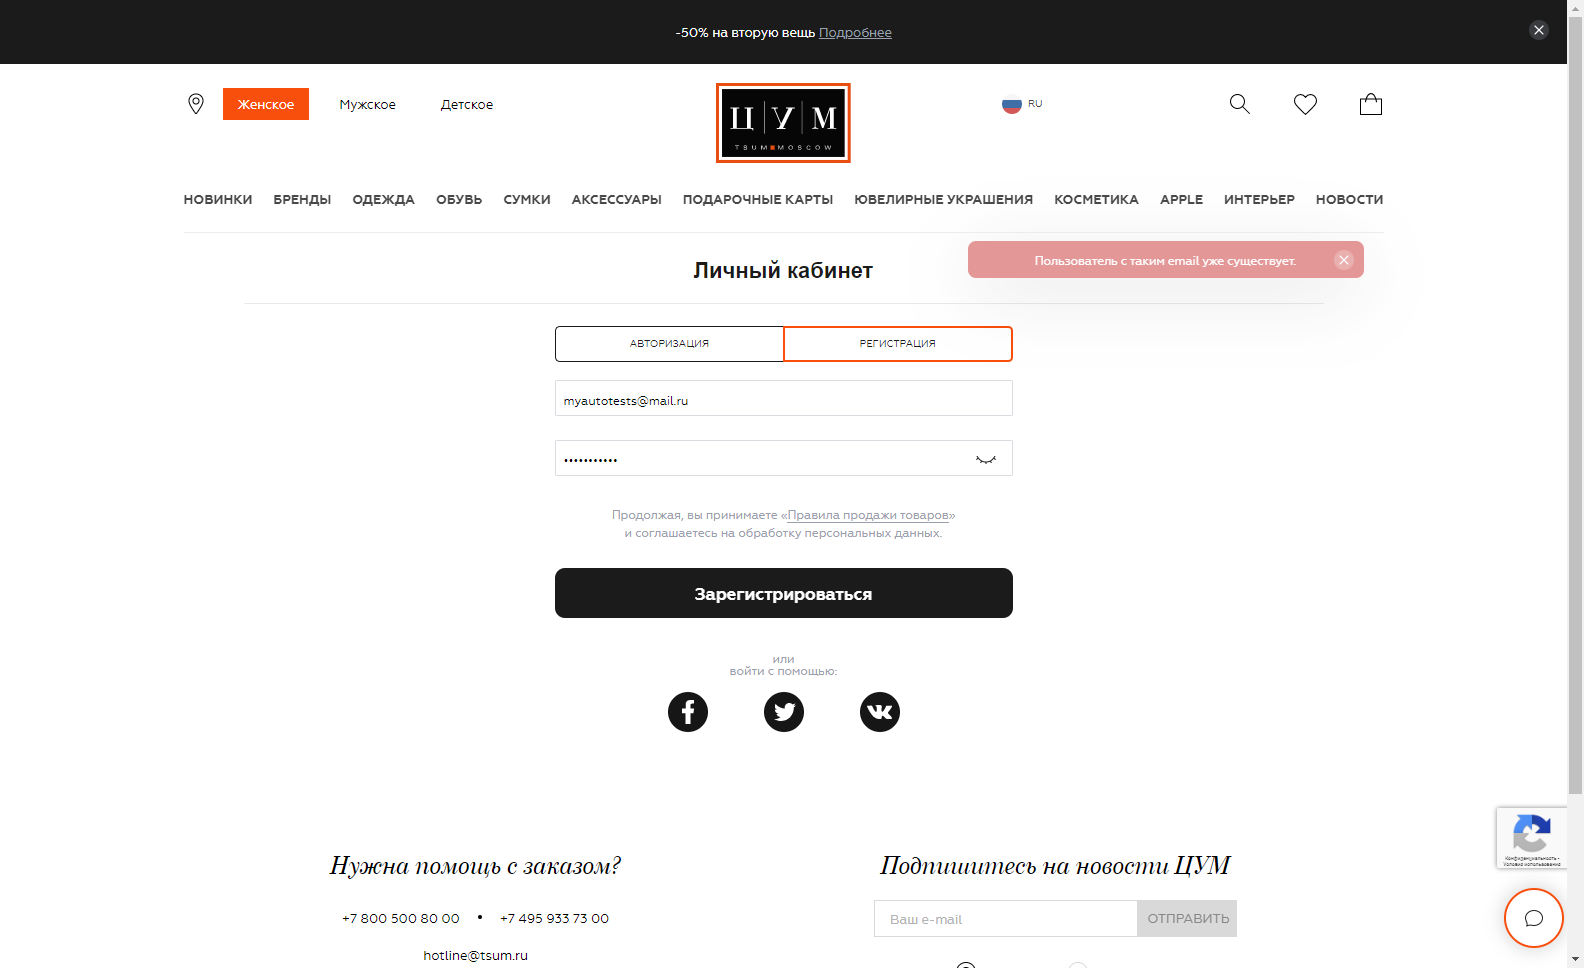 -50% на вторую вещь Подробнее
Женское
Мужское
Детское
Ц У М
TSUM MOSCOW
RU
НОВИНКИ
БРЕНДЫ
ОДЕЖДА
ОБУВЬ
СУМКИ
АКСЕССУАРЫ
ПОДАРОЧНЫЕ КАРТЫ
ЮВЕЛИРНЫЕ УКРАШЕНИЯ
КОСМЕТИКА
APPLE
ИНТЕРЬЕР
НОВОСТИ
Личный кабинет
Пользователь с таким email уже существует.
АВТОРИЗАЦИЯ
РЕГИСТРАЦИЯ
myautotests@mail.ru
•••••••••••
Продолжая, вы принимаете «Правила продажи товаров»
и соглашаетесь на обработку персональных данных.
Зарегистрироваться
или
войти с помощью:
Конфиденциальность -
Условия использования
Нужна помощь с заказом?
+7 800 500 80 00 • +7 495 933 73 00
hotline@tsum.ru
Подпишитесь на новости ЦУМ
Ваш e-mail
ОТПРАВИТЬ